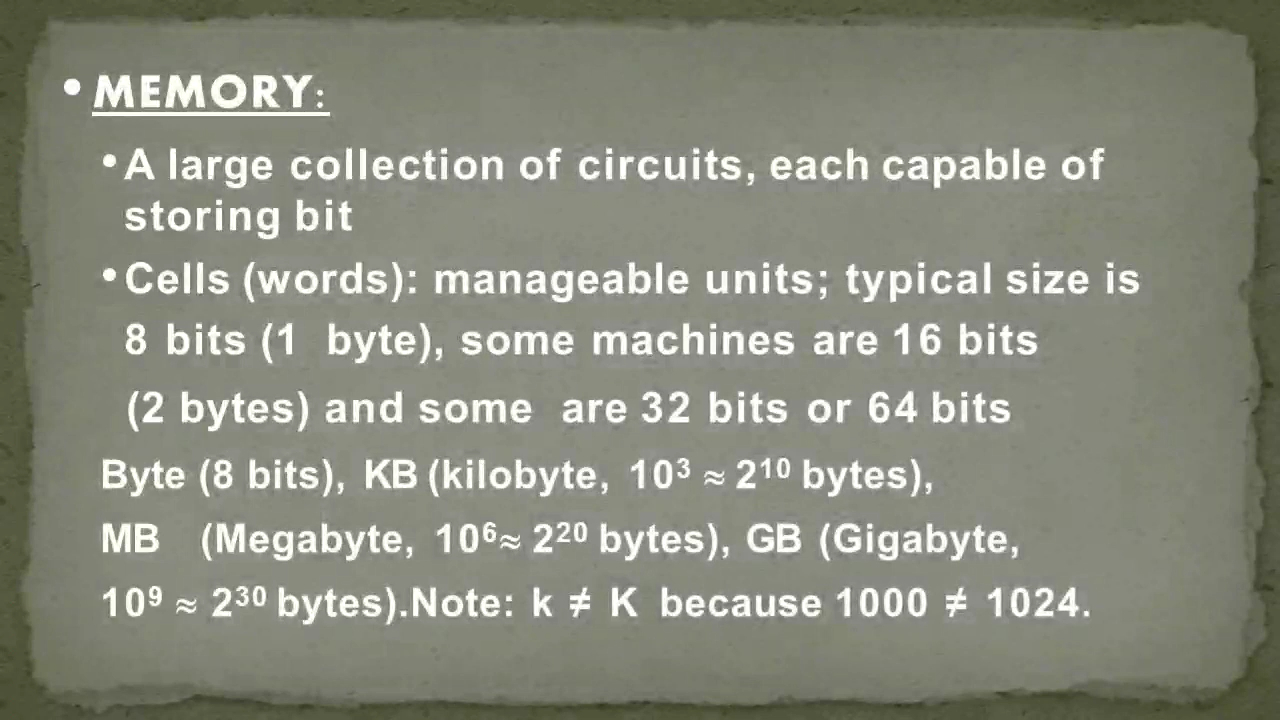 • MEMORY:
• A large collection of circuits, each capable of
storing bit
• Cells (words): manageable units; typical size is
8 bits (1 byte), some machines are 16 bits
(2 bytes) and some are 32 bits or 64 bits
Byte (8 bits), KB (kilobyte, 10³ ≈ 2¹⁰ bytes),
MB (Megabyte, 10⁶≈ 2²⁰ bytes), GB (Gigabyte,
10⁹ ≈ 2³⁰ bytes).Note: k ≠ K because 1000 ≠ 1024.